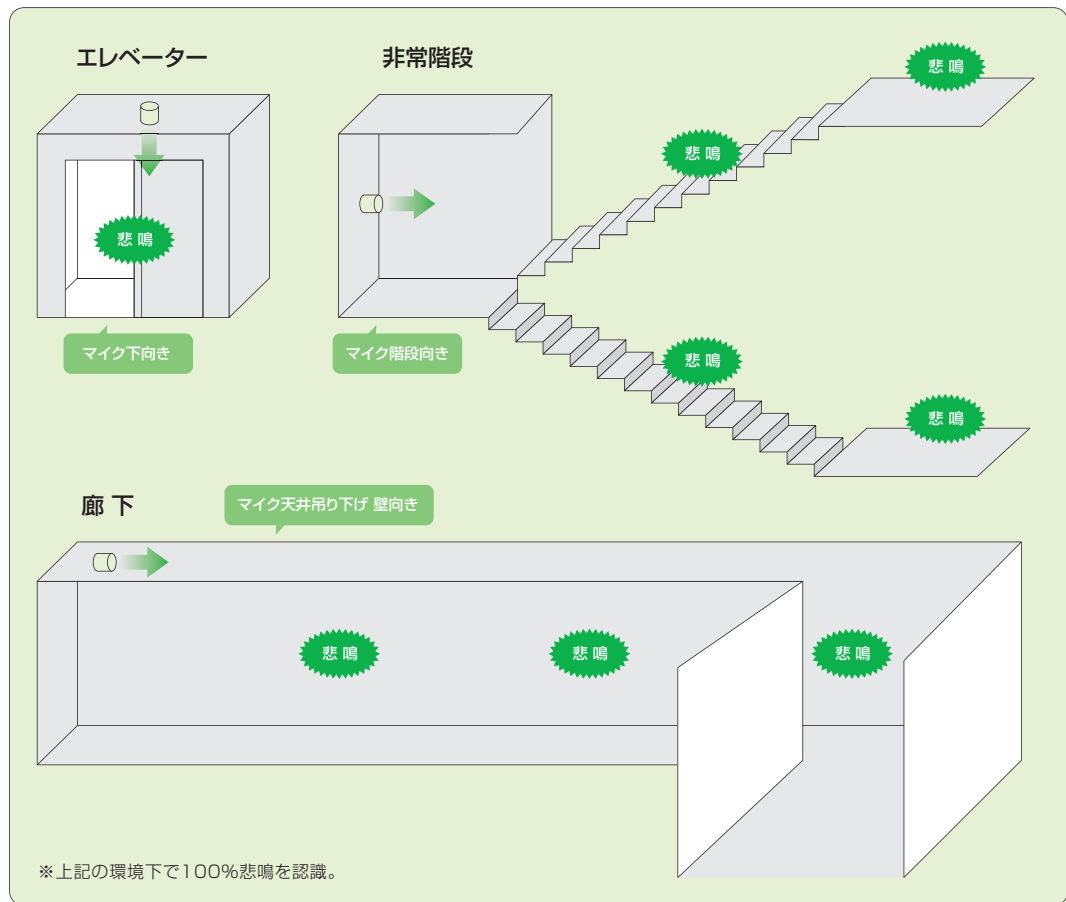 エレベーター
悲鳴
マイク下向き
非常階段
悲鳴
悲鳴
悲鳴
悲鳴
マイク階段向き
廊 下
マイク天井吊り下げ 壁向き
悲鳴
悲鳴
悲鳴
※上記の環境下で100%悲鳴を認識。